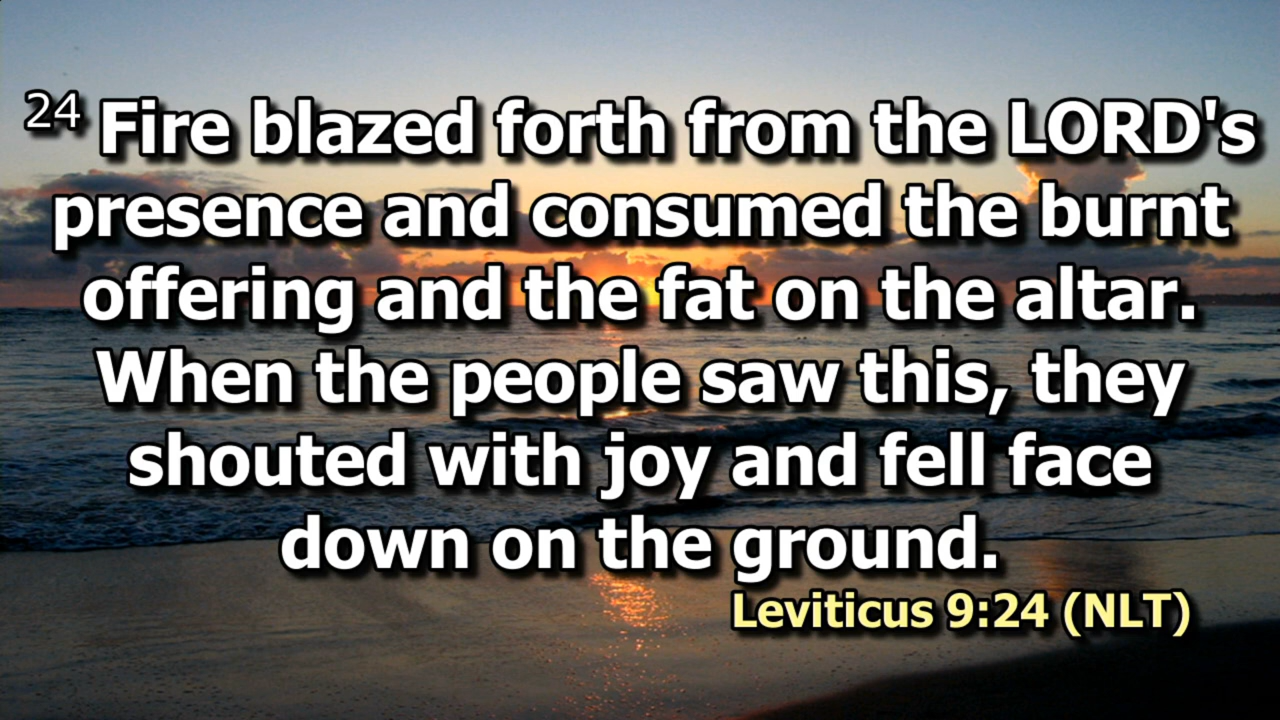 24 Fire blazed forth from the LORD's
presence and consumed the burnt
offering and the fat on the altar.
When the people saw this, they
shouted with joy and fell face
down on the ground.
Leviticus 9:24 (NLT)